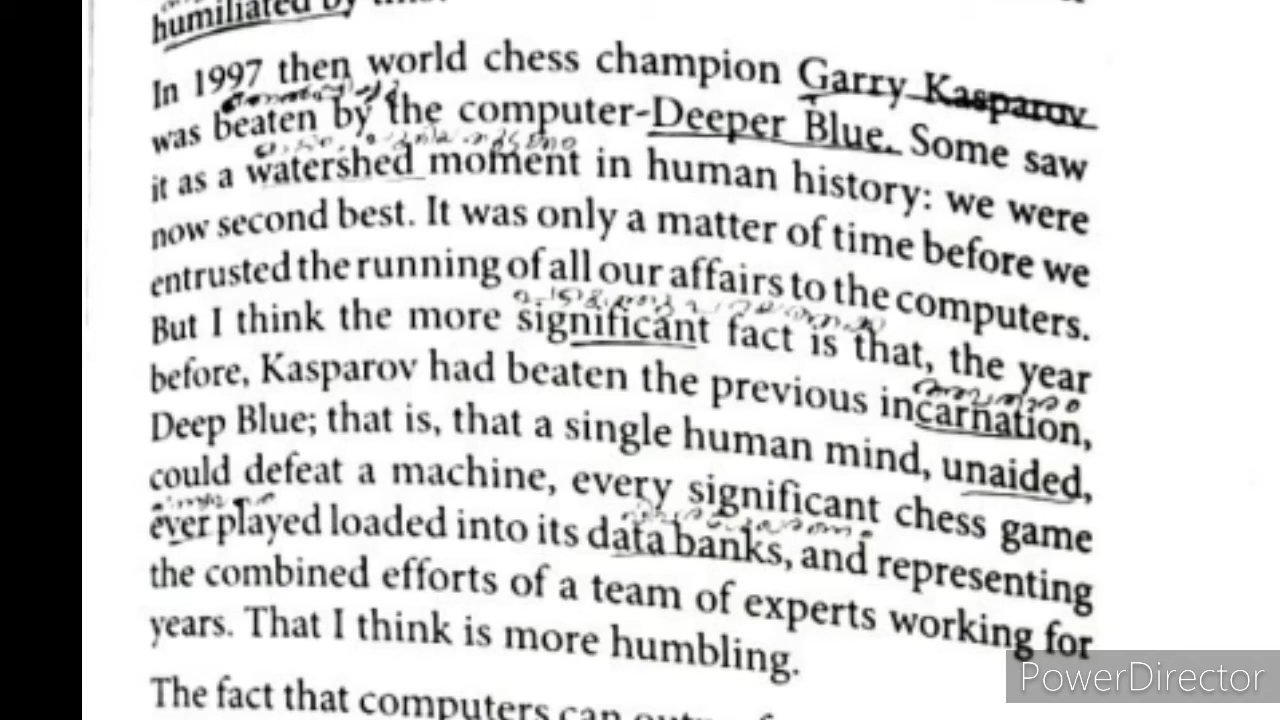 humiliated by
In 1997 then world chess champion Garry Kasparov
was beaten by the computer-Deeper Blue. Some saw
it as a watershed moment in human history: we were
now second best. It was only a matter of time before we
entrusted the running of all our affairs to the computers.
But I think the more significant fact is that, the year
before, Kasparov had beaten the previous incarnation,
Deep Blue; that is, that a single human mind, unaided,
could defeat a machine, every significant chess game
ever played loaded into its data banks, and representing
the combined efforts of a team of experts working for
years. That I think is more humbling.
The fact that computers can
PowerDirector